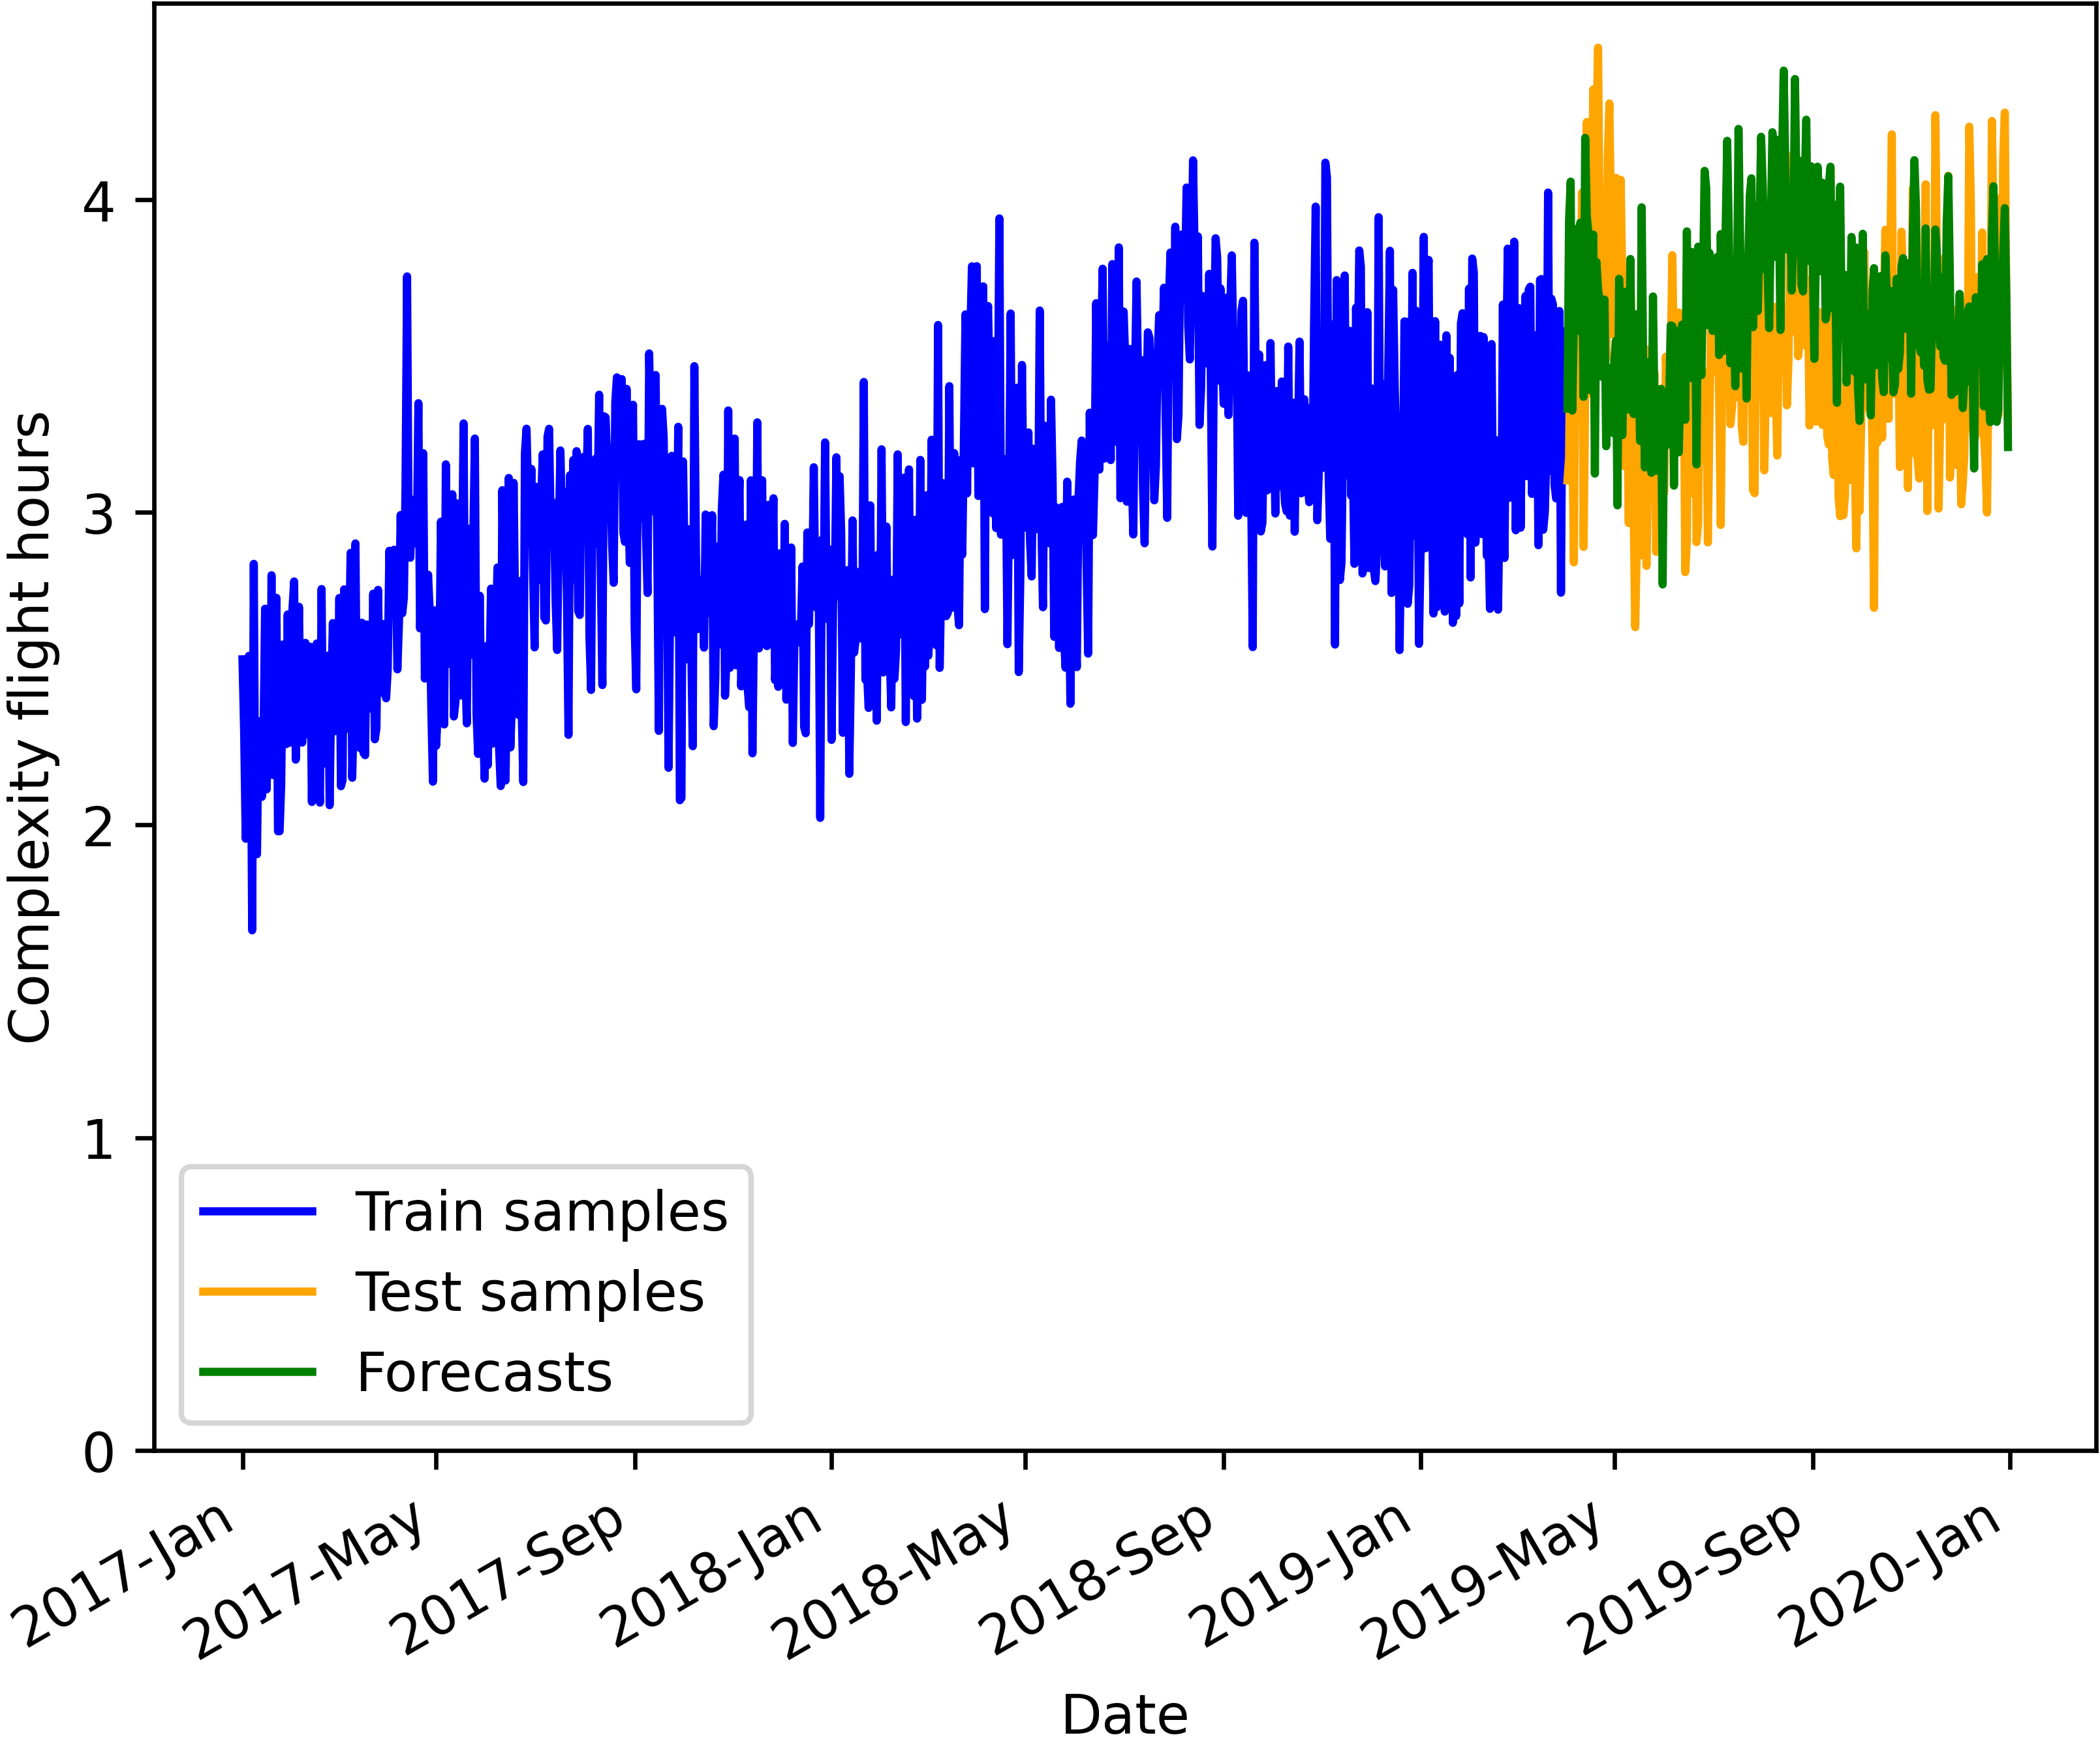 Complexity flight hours
4
3
2
1
0
Train samples
Test samples
Forecasts
2017-Jan
2017-May
2017-Sep
2018-Jan
2018-May
2018-Sep
2019-Jan
2019-May
2019-Sep
2020-Jan
Date